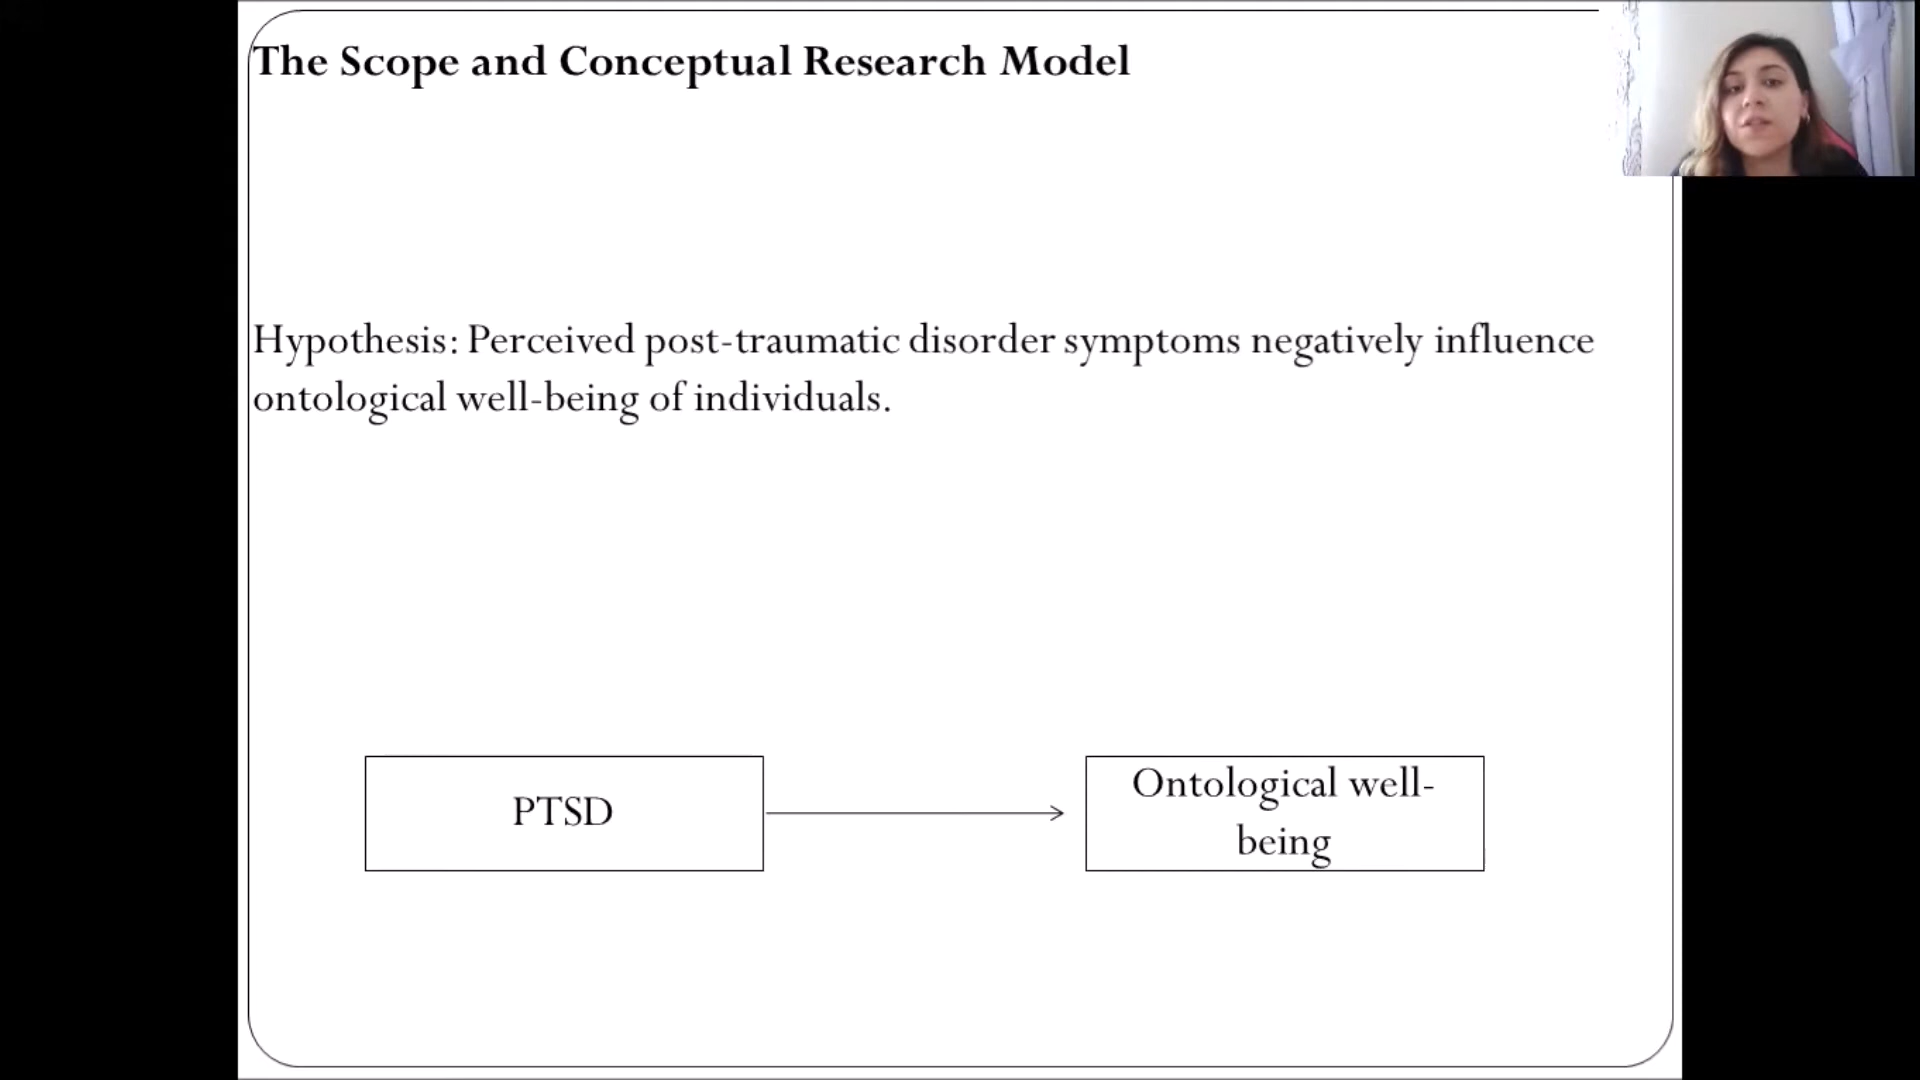 The Scope and Conceptual Research Model
Hypothesis: Perceived post-traumatic disorder symptoms negatively influence
ontological well-being of individuals.
PTSD
Ontological well-
being